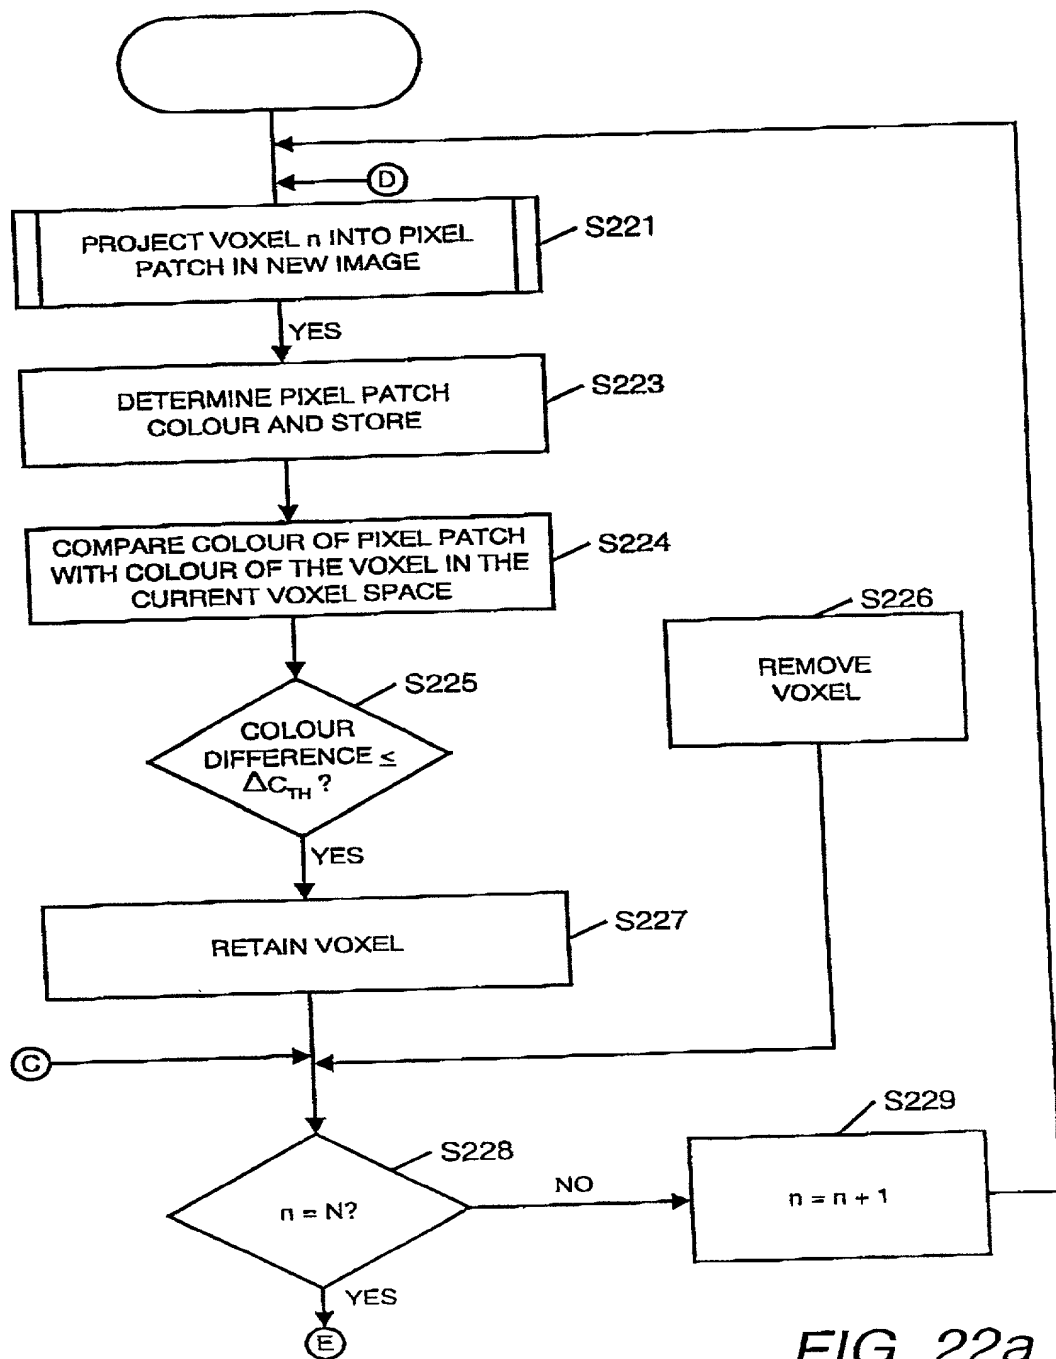 D
PROJECT VOXEL n INTO PIXEL
PATCH IN NEW IMAGE
S221
YES
DETERMINE PIXEL PATCH
COLOUR AND STORE
S223
COMPARE COLOUR OF PIXEL PATCH
WITH COLOUR OF THE VOXEL IN THE
CURRENT VOXEL SPACE
S224
S226
REMOVE
VOXEL
S225
COLOUR
DIFFERENCE ≤
ΔC_TH ?
YES
RETAIN VOXEL
S227
C
S229
S228
n = N?
NO
n = n + 1
YES
E
FIG. 22a